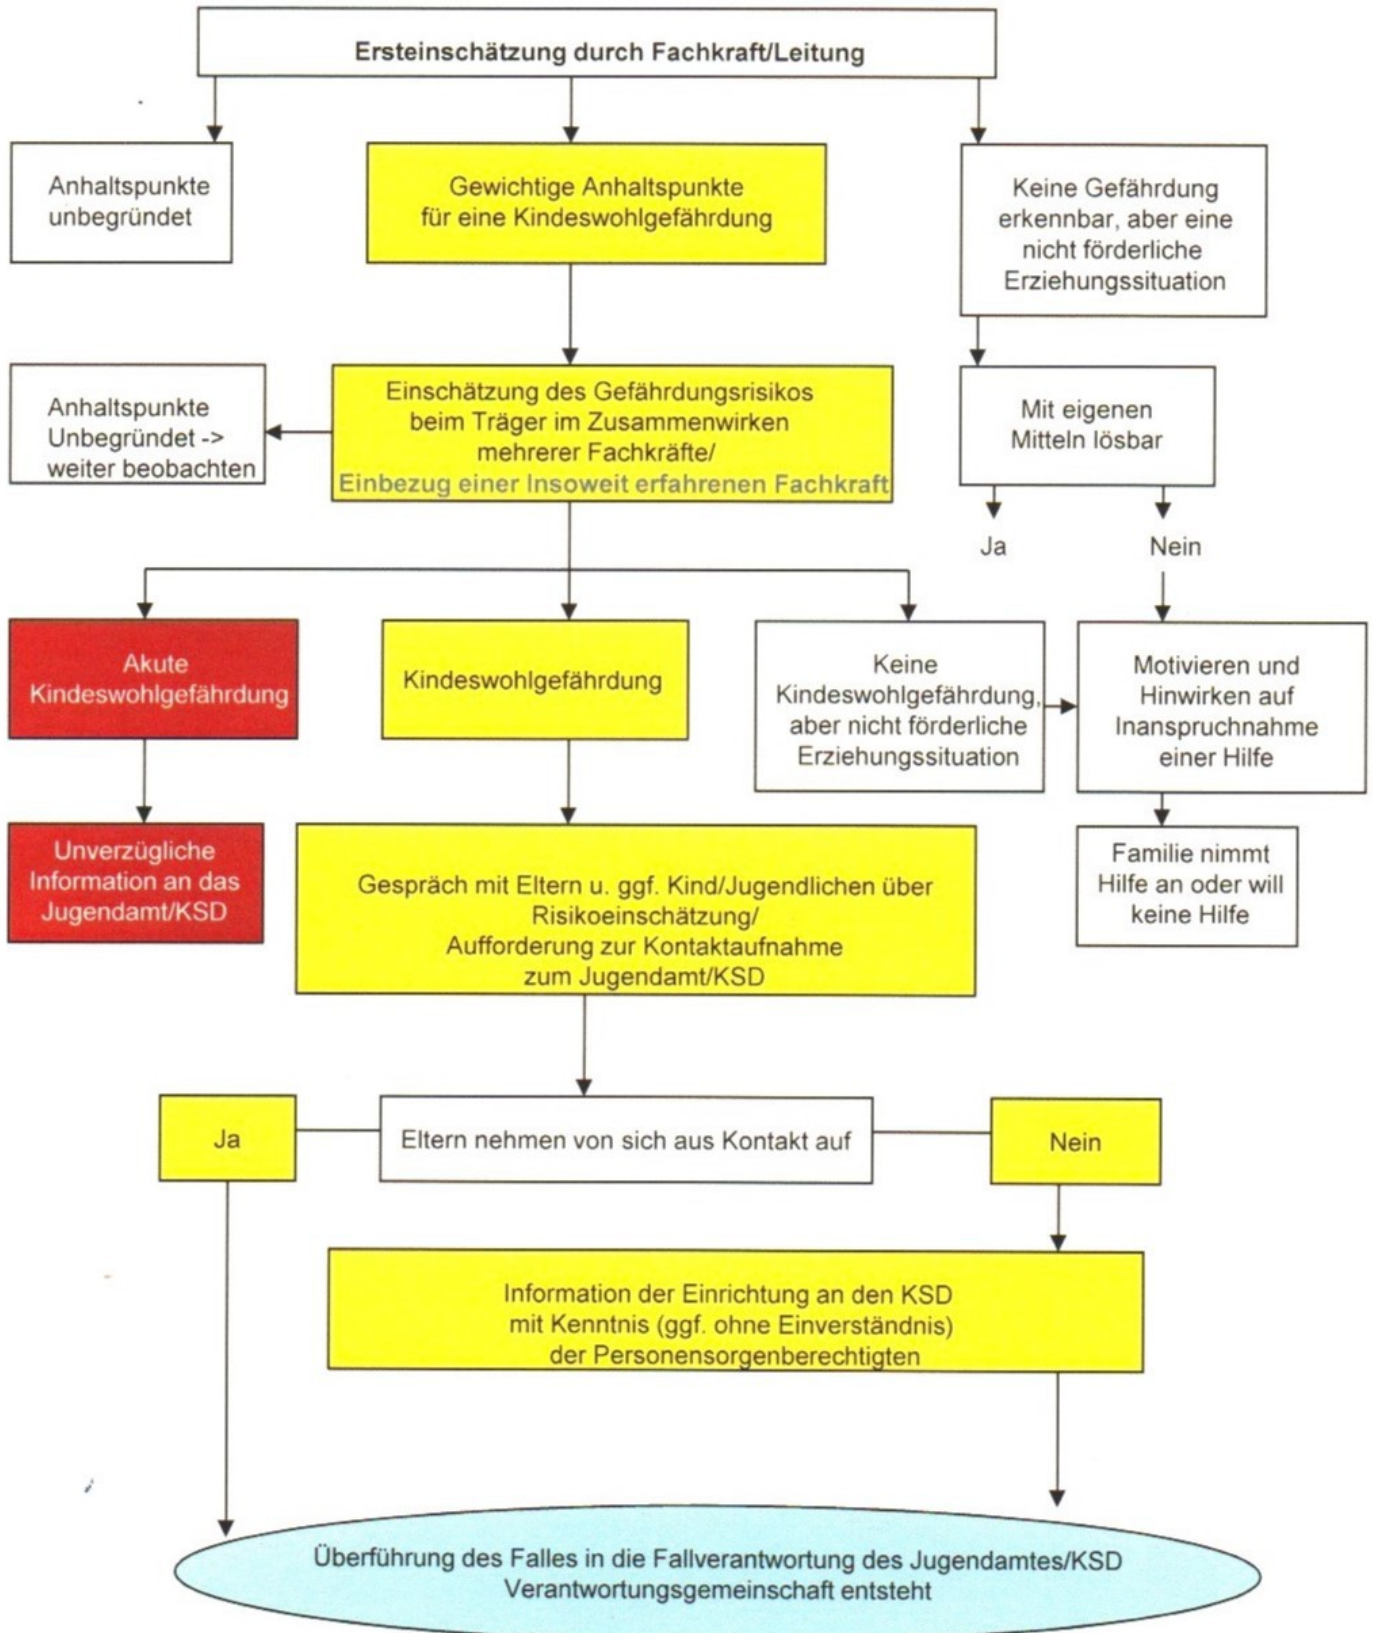 Ersteinschätzung durch Fachkraft/Leitung
Anhaltspunkte
unbegründet
Gewichtige Anhaltspunkte
für eine Kindeswohlgefährdung
Keine Gefährdung
erkennbar, aber eine
nicht förderliche
Erziehungssituation
Anhaltspunkte
Unbegründet ->
weiter beobachten
Einschätzung des Gefährdungsrisikos
beim Träger im Zusammenwirken
mehrerer Fachkräfte/
Einbezug einer Insoweit erfahrenen Fachkraft
Mit eigenen
Mitteln lösbar
Ja
Nein
Akute
Kindeswohlgefährdung
Kindeswohlgefährdung
Keine
Kindeswohlgefährdung,
aber nicht förderliche
Erziehungssituation
Motivieren und
Hinwirken auf
Inanspruchnahme
einer Hilfe
Unverzügliche
Information an das
Jugendamt/KSD
Gespräch mit Eltern u. ggf. Kind/Jugendlichen über
Risikoeinschätzung/
Aufforderung zur Kontaktaufnahme
zum Jugendamt/KSD
Familie nimmt
Hilfe an oder will
keine Hilfe
Ja
Eltern nehmen von sich aus Kontakt auf
Nein
Information der Einrichtung an den KSD
mit Kenntnis (ggf. ohne Einverständnis)
der Personensorgenberechtigten
Überführung des Falles in die Fallverantwortung des Jugendamtes/KSD
Verantwortungsgemeinschaft entsteht